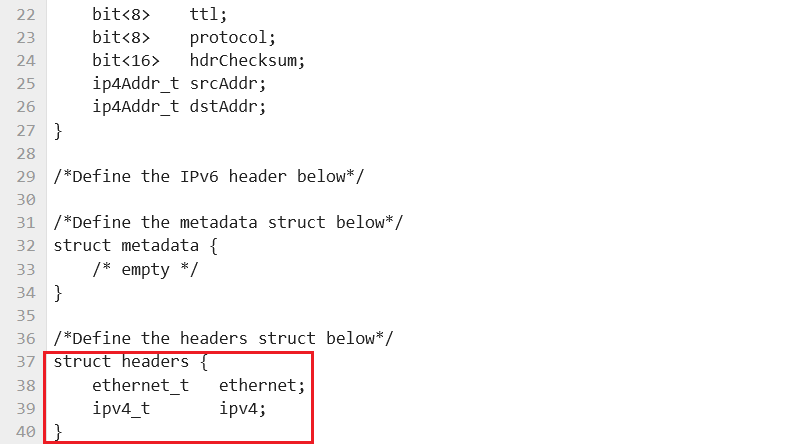 22 bit<8>    ttl;
23 bit<8>    protocol;
24 bit<16>   hdrChecksum;
25 ip4Addr_t srcAddr;
26 ip4Addr_t dstAddr;
27 }
28
29 /*Define the IPv6 header below*/
30
31 /*Define the metadata struct below*/
32 struct metadata {
33 /* empty */
34 }
35
36 /*Define the headers struct below*/
37 struct headers {
38 ethernet_t   ethernet;
39 ipv4_t       ipv4;
40 }